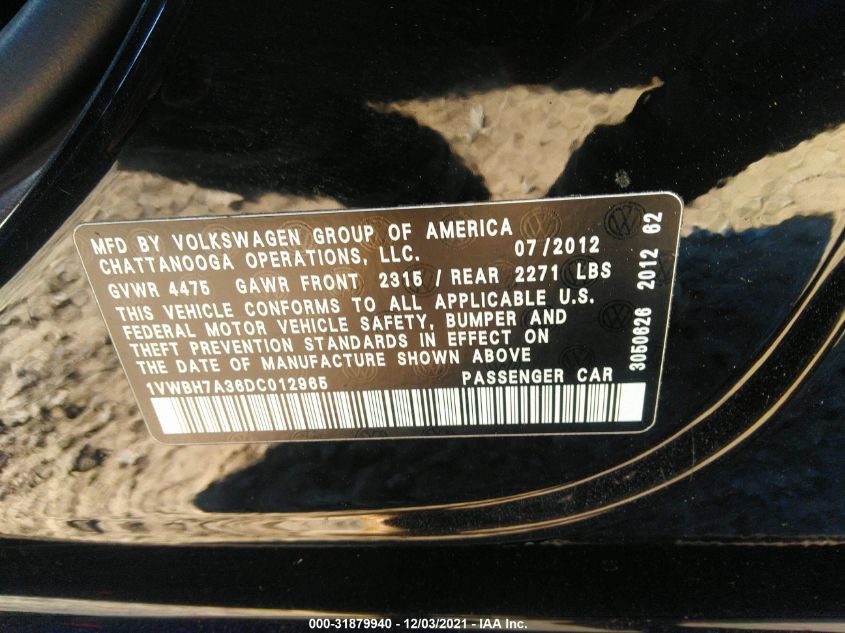 MFD BY VOLKSWAGEN GROUP OF AMERICA
CHATTANOOGA OPERATIONS, LLC. 07/2012
GVWR 4475 GAWR FRONT 2315 / REAR 2271 LBS
THIS VEHICLE CONFORMS TO ALL APPLICABLE U.S.
FEDERAL MOTOR VEHICLE SAFETY, BUMPER AND
THEFT PREVENTION STANDARDS IN EFFECT ON
THE DATE OF MANUFACTURE SHOWN ABOVE
1VWBH7A36DC012965 PASSENGER CAR
3050626 2012 62
000-31879940 - 12/03/2021 - IAA Inc.